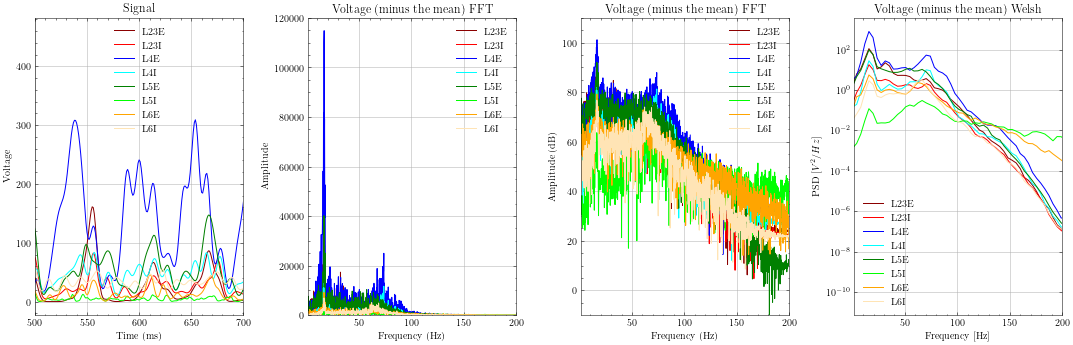 Signal
Voltage
400
300
200
100
0
500
550
600
650
700
Time (ms)
L23E
L23I
L4E
L4I
L5E
L5I
L6E
L6I
Voltage (minus the mean) FFT
Amplitude
120000
100000
80000
60000
40000
20000
0
50
100
150
200
Frequency (Hz)
L23E
L23I
L4E
L4I
L5E
L5I
L6E
L6I
Voltage (minus the mean) FFT
Amplitude (dB)
100
80
60
40
20
0
50
100
150
200
Frequency (Hz)
L23E
L23I
L4E
L4I
L5E
L5I
L6E
L6I
Voltage (minus the mean) Welsh
PSD [V²/Hz]
10²
10⁰
10⁻²
10⁻⁴
10⁻⁶
10⁻⁸
10⁻¹⁰
50
100
150
200
Frequency [Hz]
L23E
L23I
L4E
L4I
L5E
L5I
L6E
L6I